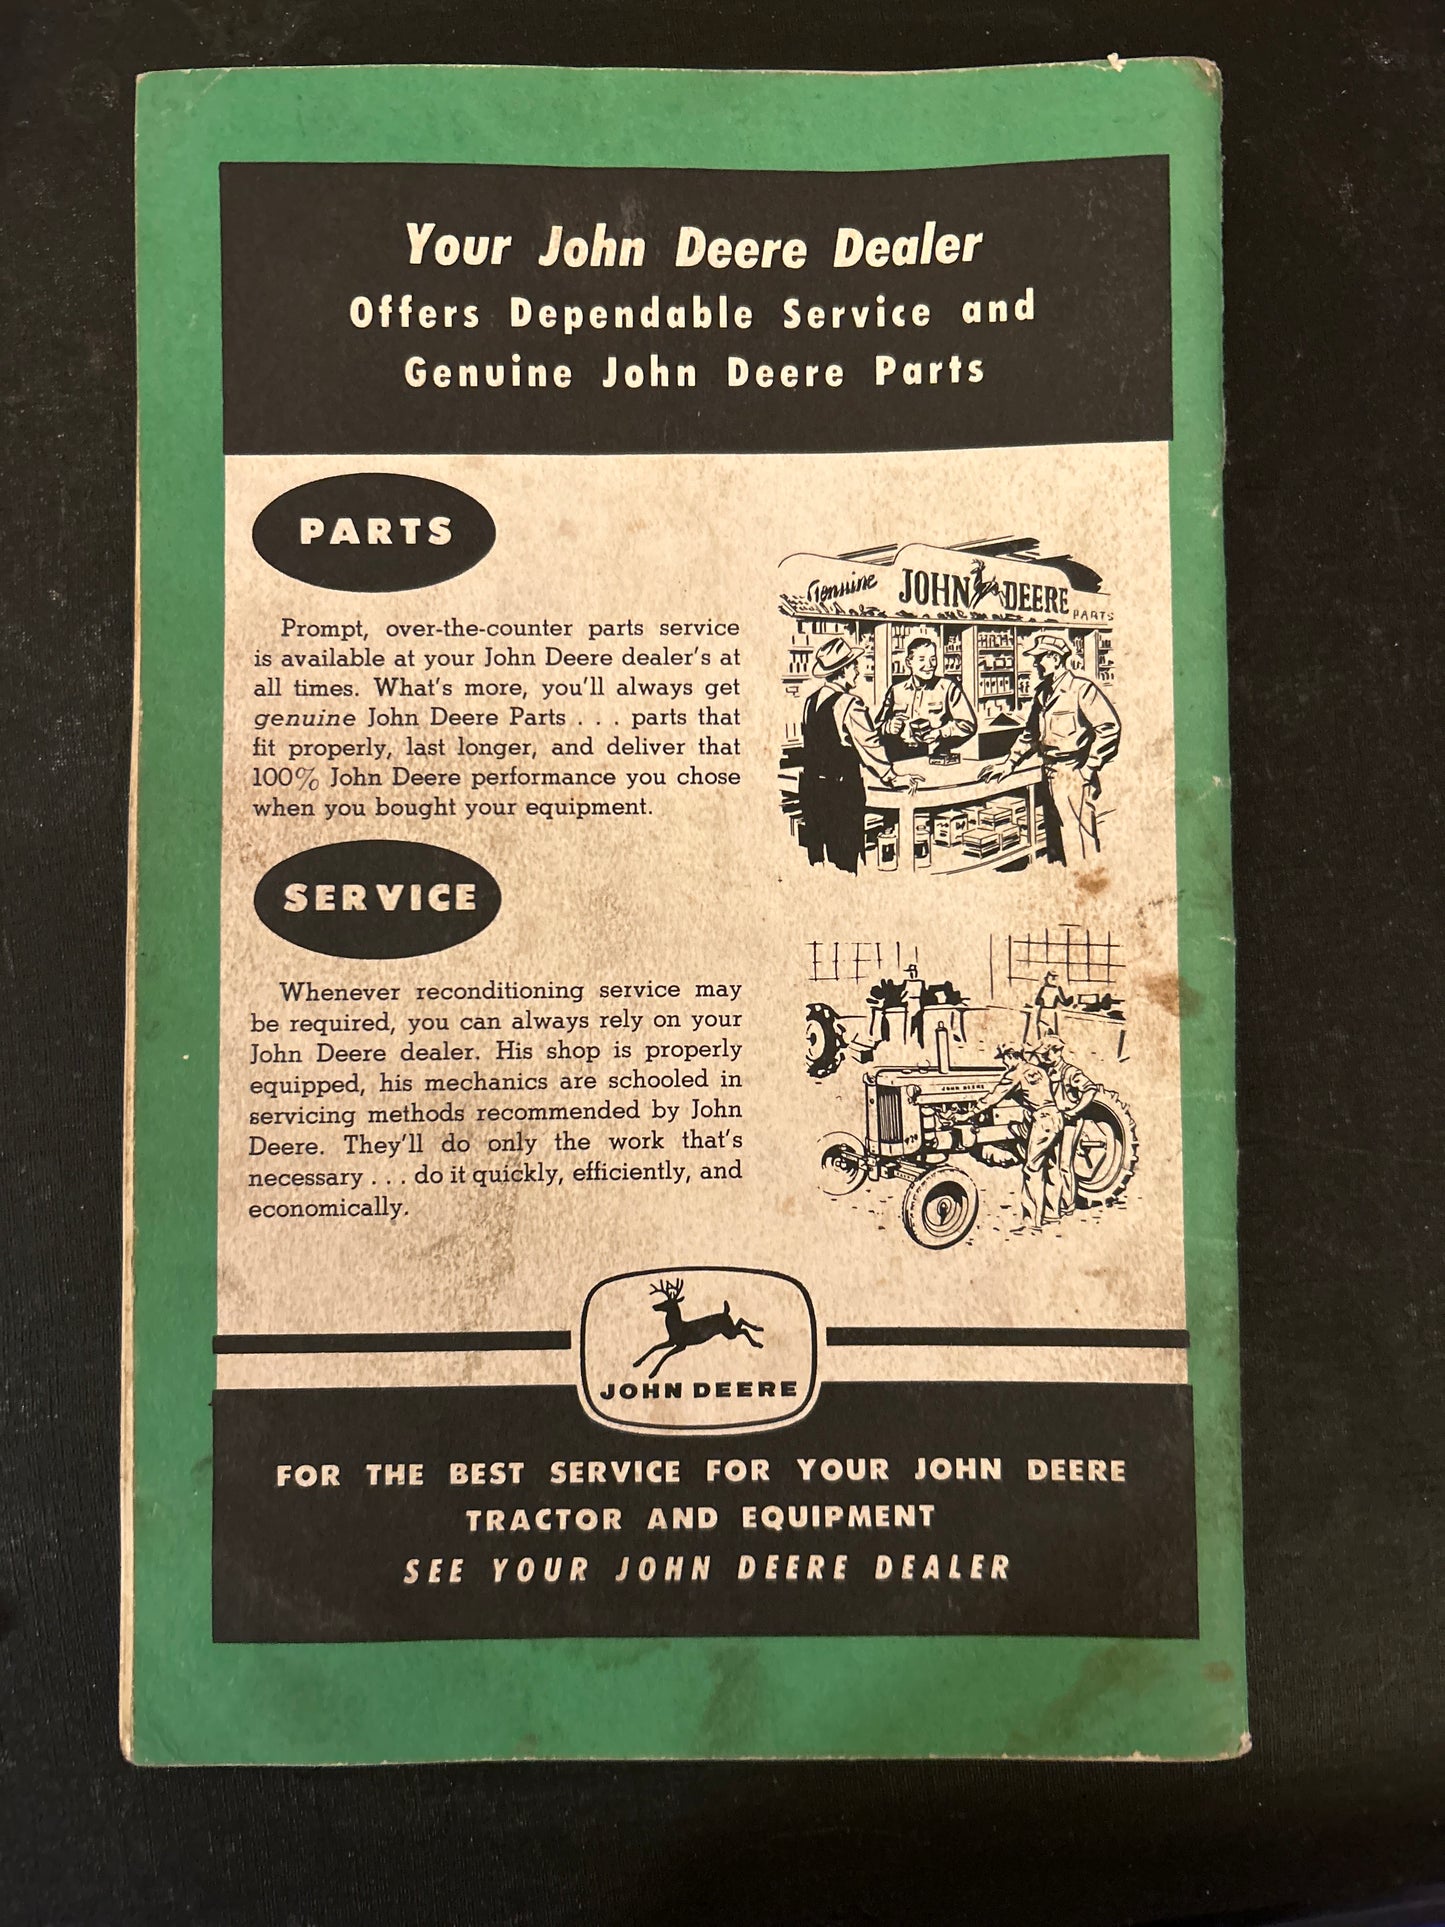 Your John Deere Dealer
Offers Dependable Service and
Genuine John Deere Parts
PARTS
Prompt, over-the-counter parts service
is available at your John Deere dealer's at
all times. What's more, you'll always get
genuine John Deere Parts . . . parts that
fit properly, last longer, and deliver that
100% John Deere performance you chose
when you bought your equipment.
Genuine JOHN DEERE PARTS
SERVICE
Whenever reconditioning service may
be required, you can always rely on your
John Deere dealer. His shop is properly
equipped, his mechanics are schooled in
servicing methods recommended by John
Deere. They'll do only the work that's
necessary . . . do it quickly, efficiently, and
economically.
JOHN DEERE
JOHN DEERE
FOR THE BEST SERVICE FOR YOUR JOHN DEERE
TRACTOR AND EQUIPMENT
SEE YOUR JOHN DEERE DEALER